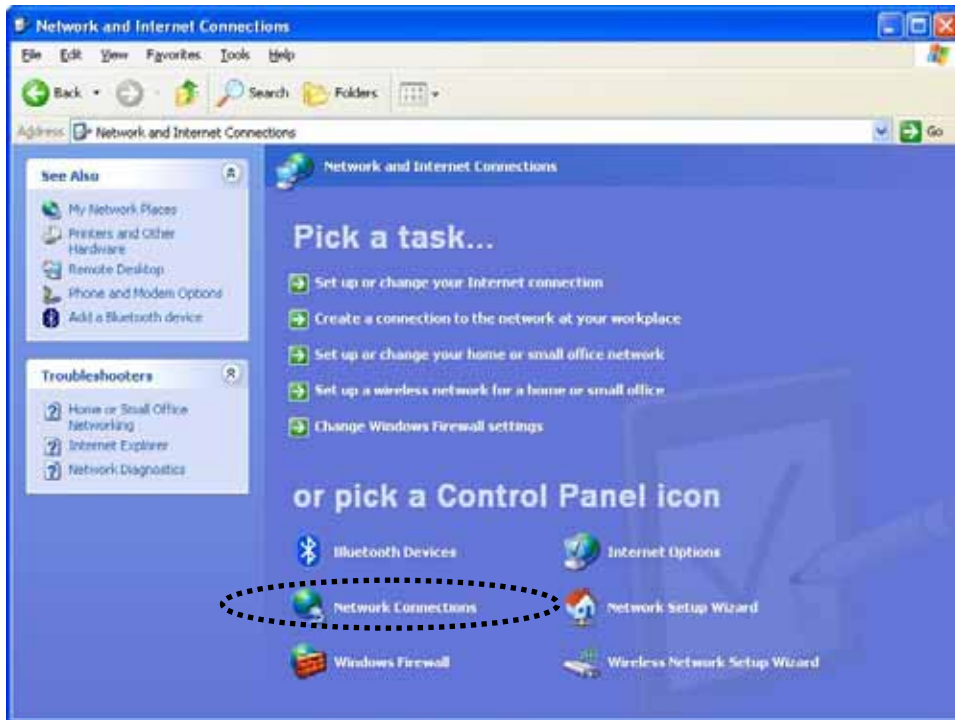 Network and Internet Connections
File Edit View Favorites Tools Help
Back Search Folders
Address Network and Internet Connections Go
See Also
My Network Places
Printers and Other
Hardware
Remote Desktop
Phone and Modem Options
Add a Bluetooth device
Troubleshooters
Home or Small Office
Networking
Internet Explorer
Network Diagnostics
Network and Internet Connections
Pick a task...
Set up or change your Internet connection
Create a connection to the network at your workplace
Set up or change your home or small office network
Set up a wireless network for a home or small office
Change Windows Firewall settings
or pick a Control Panel icon
Bluetooth Devices Internet Options
Network Connections Network Setup Wizard
Windows Firewall Wireless Network Setup Wizard